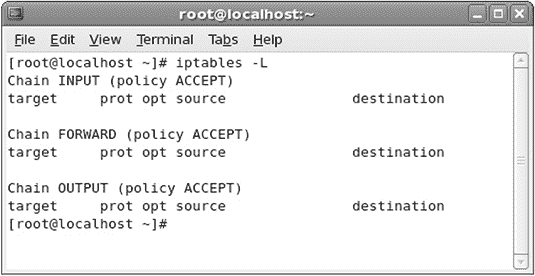 root@localhost:~
File Edit View Terminal Tabs Help
[root@localhost ~]# iptables -L
Chain INPUT (policy ACCEPT)
target     prot opt source               destination

Chain FORWARD (policy ACCEPT)
target     prot opt source               destination

Chain OUTPUT (policy ACCEPT)
target     prot opt source               destination
[root@localhost ~]#